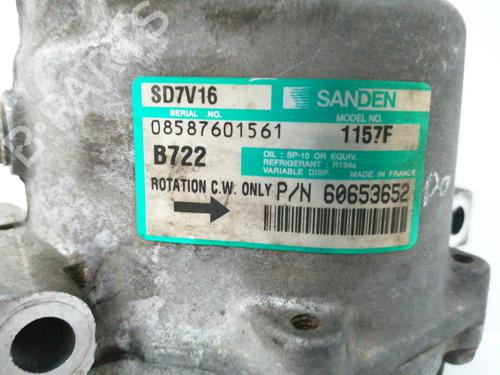 SD7V16
SANDEN
SERIAL .NO.
MODEL NO.
08587601561
1157F
B722
OIL : SP-10 OR EQUIV.
REFRIGERANT : R134a
VARIABLE DISP. MADE IN FRANCE
ROTATION C.W. ONLY
P/N 60653652